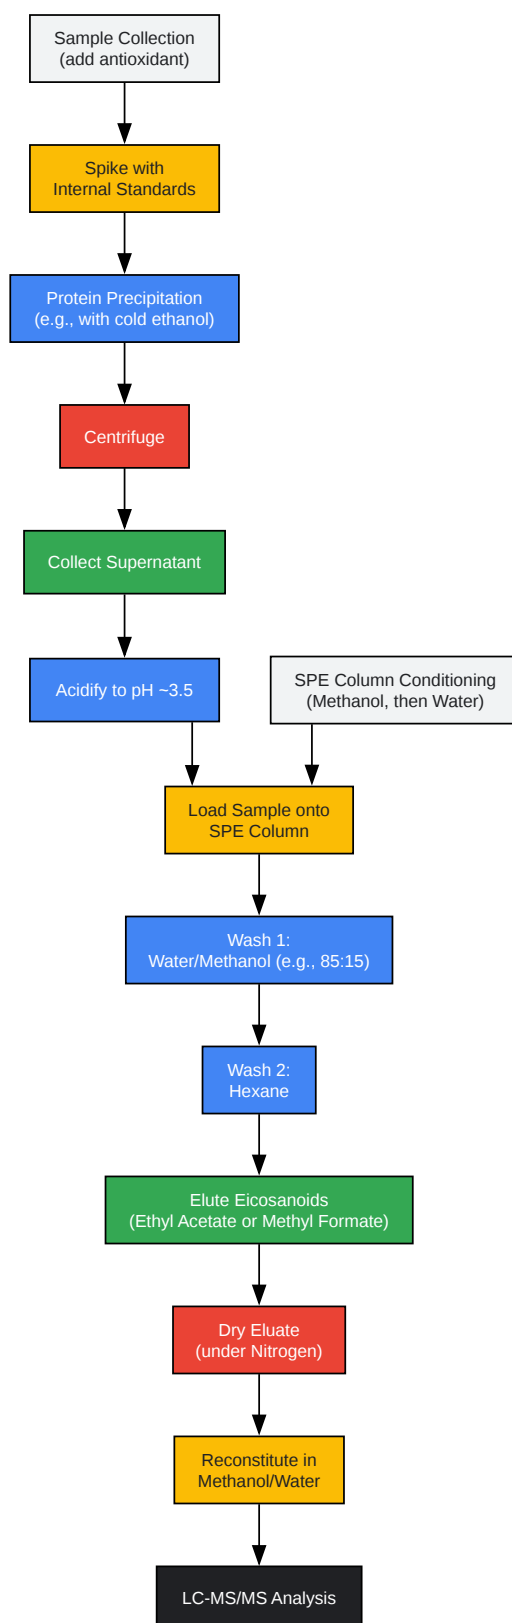 Sample Collection
(add antioxidant)
Spike with
Internal Standards
Protein Precipitation
(e.g., with cold ethanol)
Centrifuge
Collect Supernatant
Acidify to pH ~3.5
SPE Column Conditioning
(Methanol, then Water)
Load Sample onto
SPE Column
Wash 1:
Water/Methanol (e.g., 85:15)
Wash 2:
Hexane
Elute Eicosanoids
(Ethyl Acetate or Methyl Formate)
Dry Eluate
(under Nitrogen)
Reconstitute in
Methanol/Water
LC-MS/MS Analysis